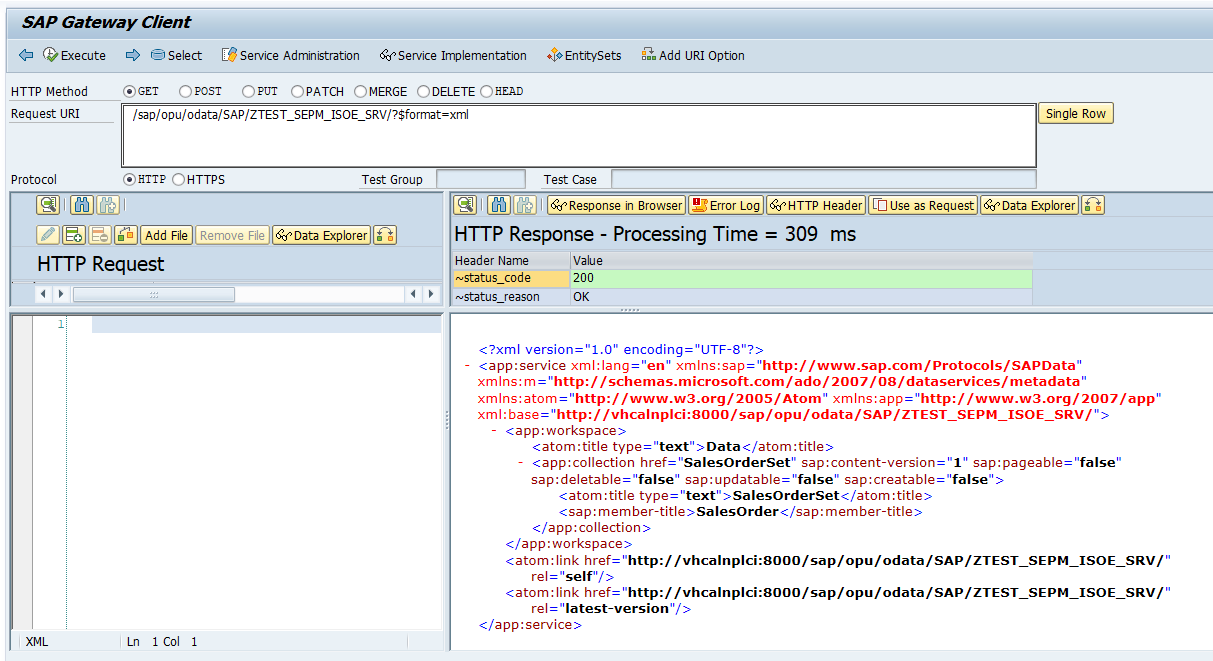 SAP Gateway Client
Execute Select Service Administration Service Implementation EntitySets Add URI Option
HTTP Method GET POST PUT PATCH MERGE DELETE HEAD
Request URI /sap/opu/odata/SAP/ZTEST_SEPM_ISOE_SRV/?$format=xml Single Row
Protocol HTTP HTTPS Test Group Test Case
Response in Browser Error Log HTTP Header Use as Request Data Explorer
Add File Remove File Data Explorer
HTTP Response - Processing Time = 309 ms
HTTP Request
Header Name Value
~status_code 200
~status_reason OK
1
<?xml version="1.0" encoding="UTF-8"?>
- <app:service xml:lang="en" xmlns:sap="http://www.sap.com/Protocols/SAPData"
xmlns:m="http://schemas.microsoft.com/ado/2007/08/dataservices/metadata"
xmlns:atom="http://www.w3.org/2005/Atom" xmlns:app="http://www.w3.org/2007/app"
xml:base="http://vhcalnplci:8000/sap/opu/odata/SAP/ZTEST_SEPM_ISOE_SRV/">
- <app:workspace>
<atom:title type="text">Data</atom:title>
- <app:collection href="SalesOrderSet" sap:content-version="1" sap:pageable="false"
sap:deletable="false" sap:updatable="false" sap:creatable="false">
<atom:title type="text">SalesOrderSet</atom:title>
<sap:member-title>SalesOrder</sap:member-title>
</app:collection>
</app:workspace>
<atom:link href="http://vhcalnplci:8000/sap/opu/odata/SAP/ZTEST_SEPM_ISOE_SRV/"
rel="self"/>
<atom:link href="http://vhcalnplci:8000/sap/opu/odata/SAP/ZTEST_SEPM_ISOE_SRV/"
rel="latest-version"/>
</app:service>
XML Ln 1 Col 1